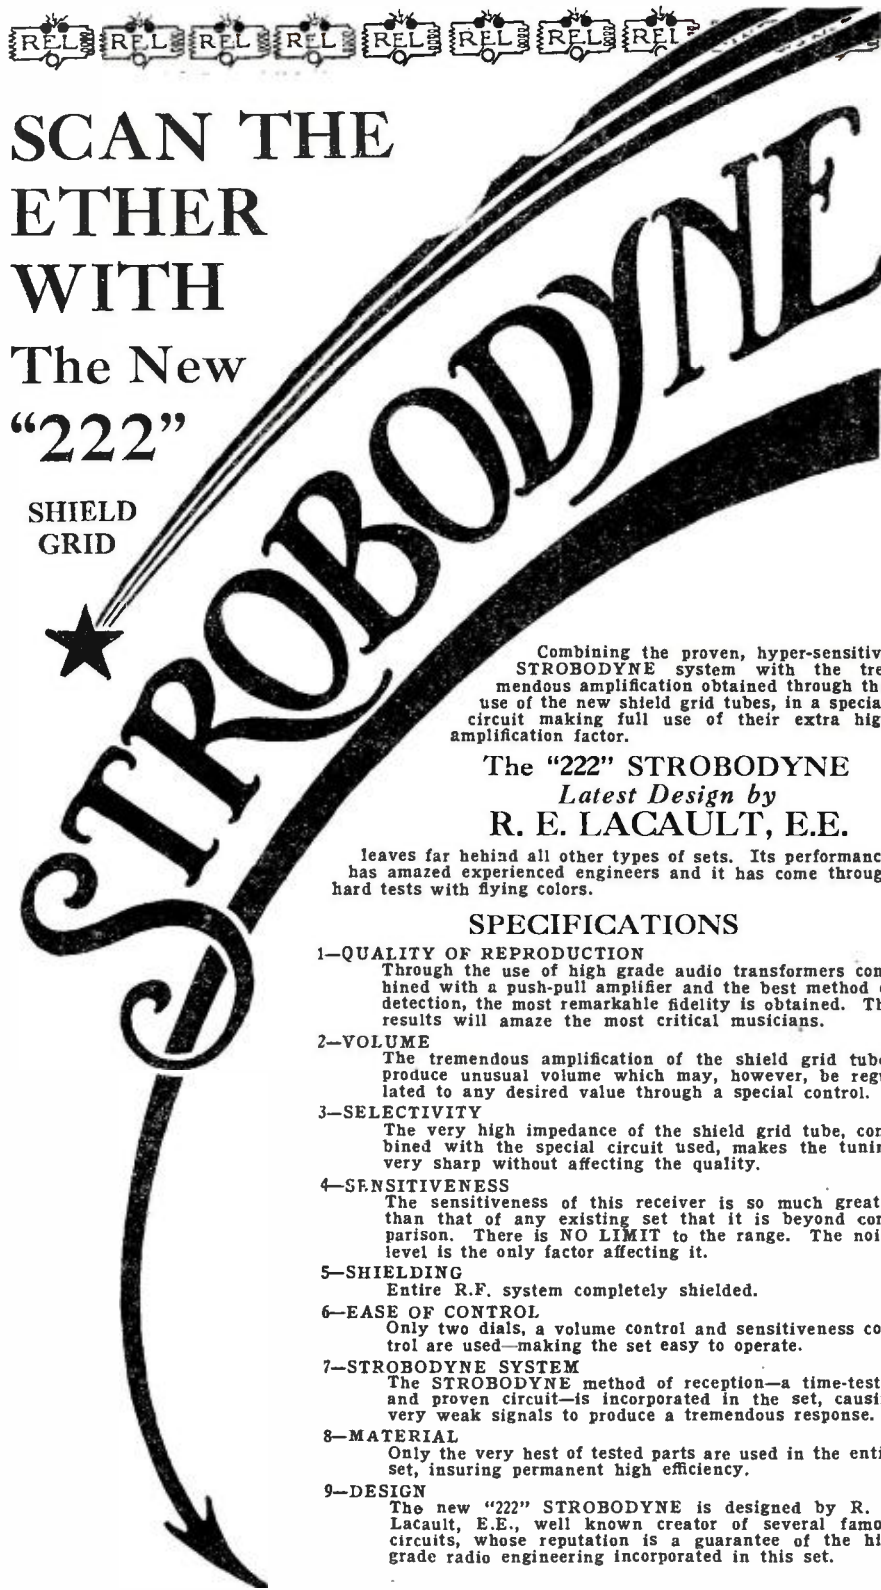 REL REL REL REL REL REL REL REL
SCAN THE
ETHER
WITH
The New
“222”
SHIELD
GRID
STROBODYNE
Combining the proven, hyper-sensitiv
STROBODYNE system with the tre
mendous amplification obtained through th
use of the new shield grid tubes, in a specia
circuit making full use of their extra hig
amplification factor.
The “222” STROBODYNE
Latest Design by
R. E. LACAULT, E.E.
leaves far hehind all other types of sets. Its performanc
has amazed experienced engineers and it has come throug
hard tests with flying colors.
SPECIFICATIONS
1—QUALITY OF REPRODUCTION
Through the use of high grade audio transformers com
hined with a push-pull amplifier and the best method o
detection, the most remarkahle fidelity is obtained. Th
results will amaze the most critical musicians.
2—VOLUME
The tremendous amplification of the shield grid tube
produce unusual volume which may, however, be regu
lated to any desired value through a special control.
3—SELECTIVITY
The very high impedance of the shield grid tube, com
bined with the special circuit used, makes the tunin
very sharp without affecting the quality.
4—SENSITIVENESS
The sensitiveness of this receiver is so much great
than that of any existing set that it is beyond com
parison. There is NO LIMIT to the range. The noi
level is the only factor affecting it.
5—SHIELDING
Entire R.F. system completely shielded.
6—EASE OF CONTROL
Only two dials, a volume control and sensitiveness co
trol are used—making the set easy to operate.
7—STROBODYNE SYSTEM
The STROBODYNE method of reception—a time-test
and proven circuit—is incorporated in the set, causi
very weak signals to produce a tremendous response.
8—MATERIAL
Only the very hest of tested parts are used in the enti
set, insuring permanent high efficiency.
9—DESIGN
The new “222” STROBODYNE is designed by R.
Lacault, E.E., well known creator of several famo
circuits, whose reputation is a guarantee of the hi
grade radio engineering incorporated in this set.